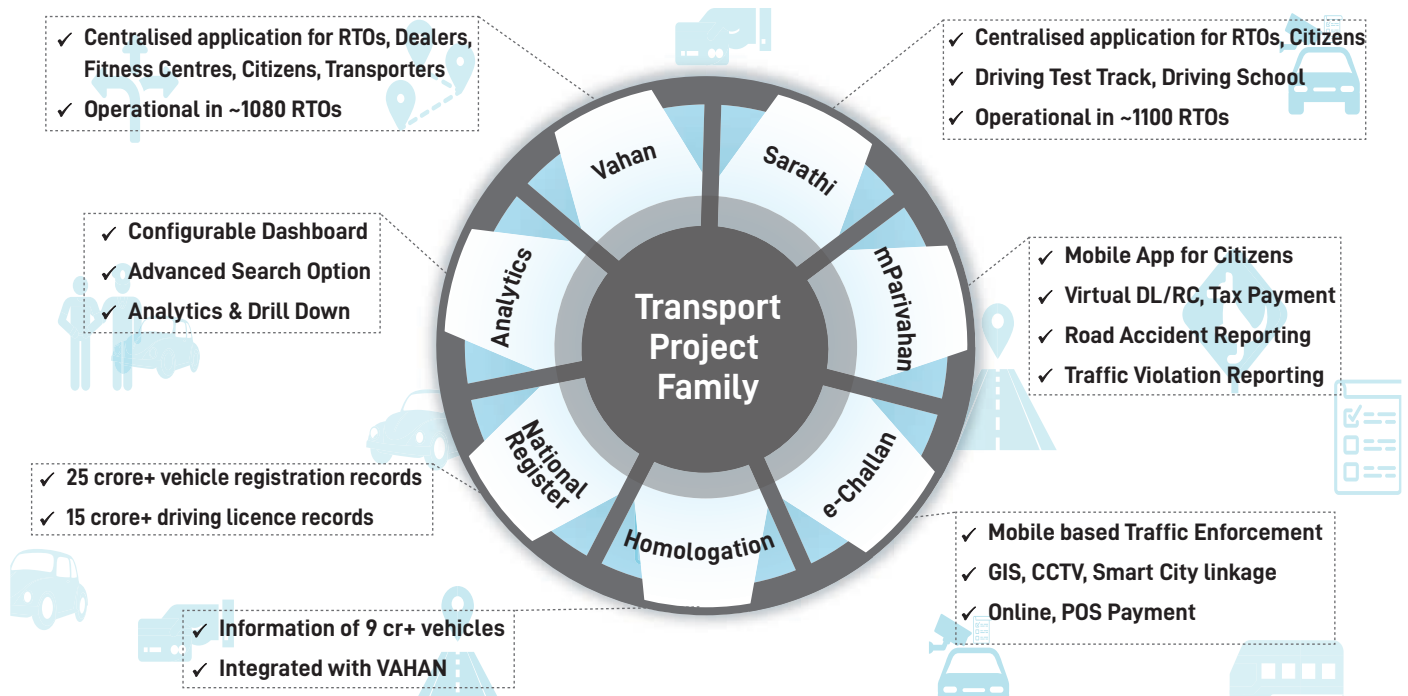 ✓ Centralised application for RTOs, Dealers,
Fitness Centres, Citizens, Transporters
✓ Operational in ~1080 RTOs
✓ Centralised application for RTOs, Citizens
✓ Driving Test Track, Driving School
✓ Operational in ~1100 RTOs
Vahan
Sarathi
✓ Configurable Dashboard
✓ Advanced Search Option
✓ Analytics & Drill Down
Analytics
Transport
Project
Family
mParivahan
✓ Mobile App for Citizens
✓ Virtual DL/RC, Tax Payment
✓ Road Accident Reporting
✓ Traffic Violation Reporting
✓ 25 crore+ vehicle registration records
✓ 15 crore+ driving licence records
National
Register
Homologation
e-Challan
✓ Mobile based Traffic Enforcement
✓ GIS, CCTV, Smart City linkage
✓ Online, POS Payment
✓ Information of 9 cr+ vehicles
✓ Integrated with VAHAN